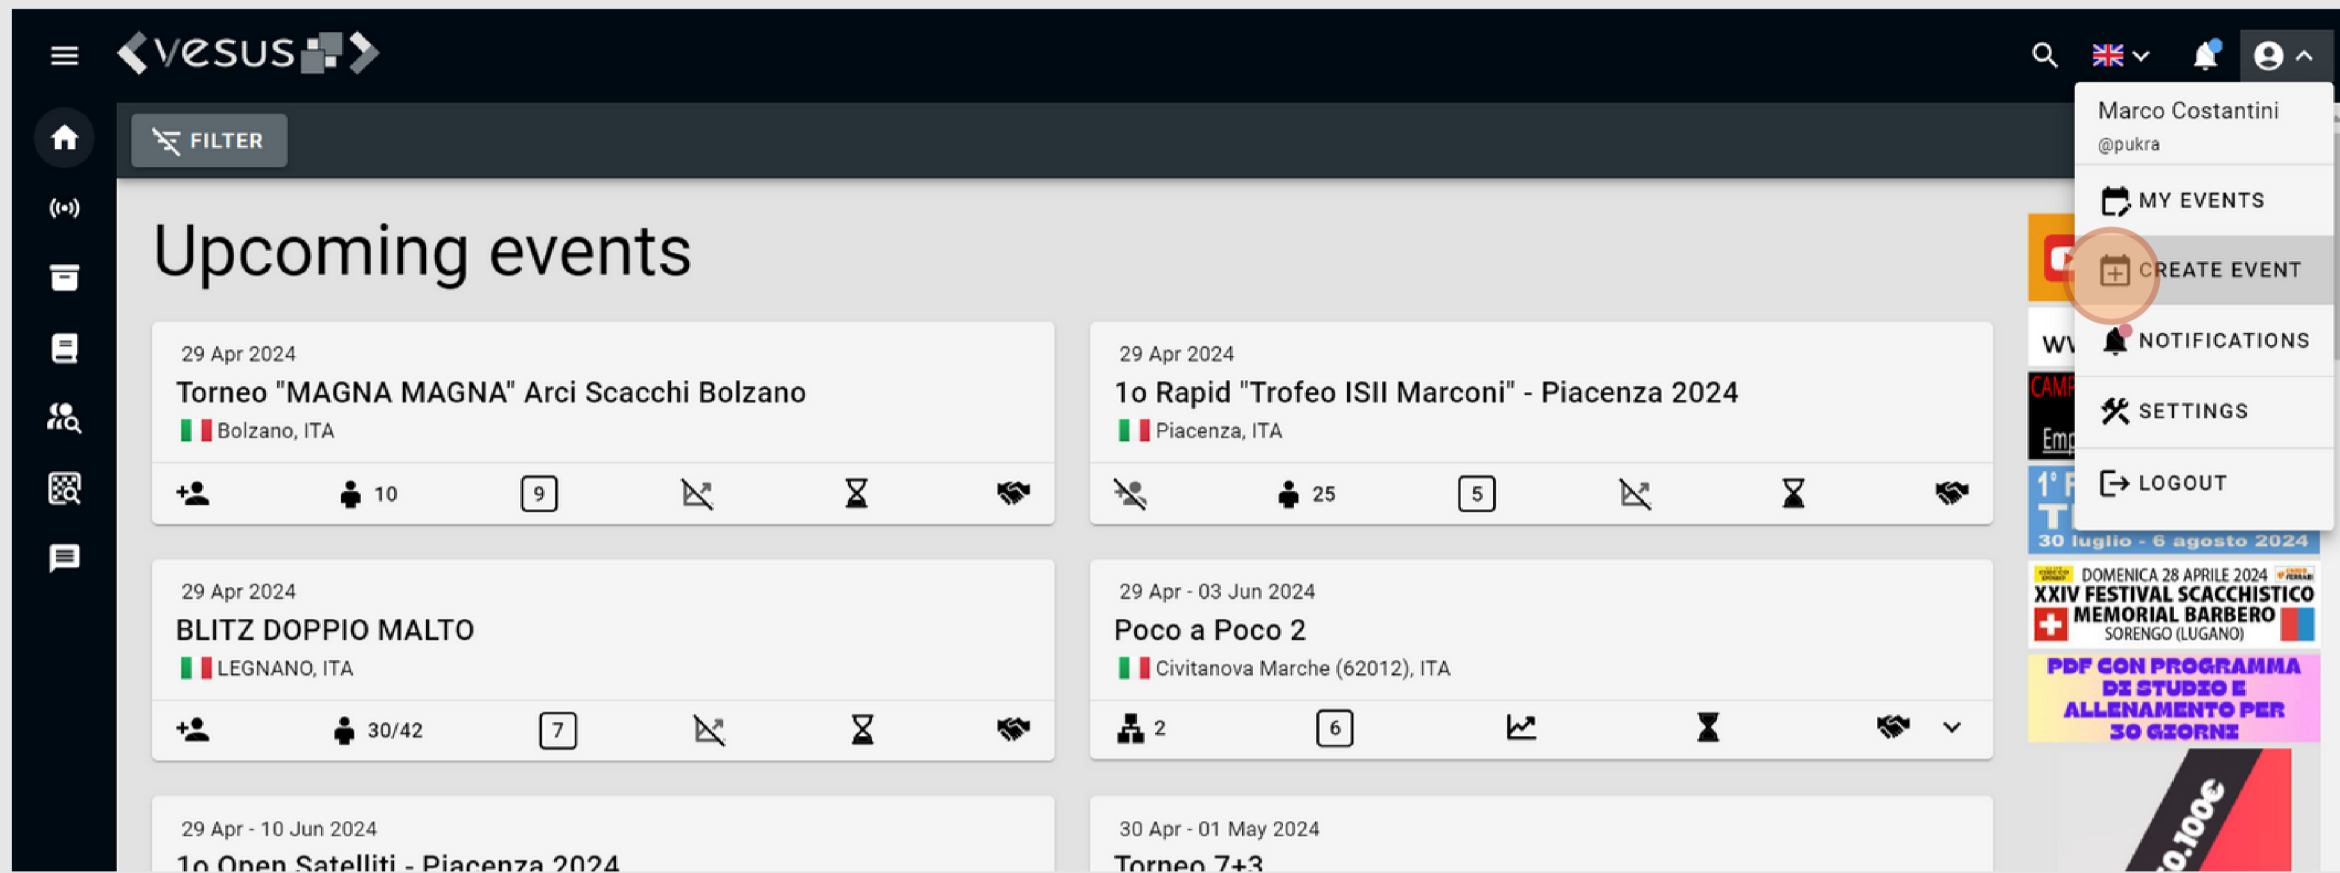 vesus
FILTER
Marco Costantini
@pukra
MY EVENTS
CREATE EVENT
NOTIFICATIONS
SETTINGS
LOGOUT
Upcoming events
29 Apr 2024
Torneo "MAGNA MAGNA" Arci Scacchi Bolzano
Bolzano, ITA
10
9
29 Apr 2024
1o Rapid "Trofeo ISII Marconi" - Piacenza 2024
Piacenza, ITA
25
5
29 Apr 2024
BLITZ DOPPIO MALTO
LEGNANO, ITA
30/42
7
29 Apr - 03 Jun 2024
Poco a Poco 2
Civitanova Marche (62012), ITA
2
6
29 Apr - 10 Jun 2024
1o Open Satelliti - Piacenza 2024
30 Apr - 01 May 2024
Torneo 7+3
CAMP
Emp
1° F
30 luglio - 6 agosto 2024
DOMENICA 28 APRILE 2024
XXIV FESTIVAL SCACCHISTICO
MEMORIAL BARBERO
SORENGO (LUGANO)
PDF CON PROGRAMMA
DI STUDIO E
ALLENAMENTO PER
30 GIORNI
0.100€